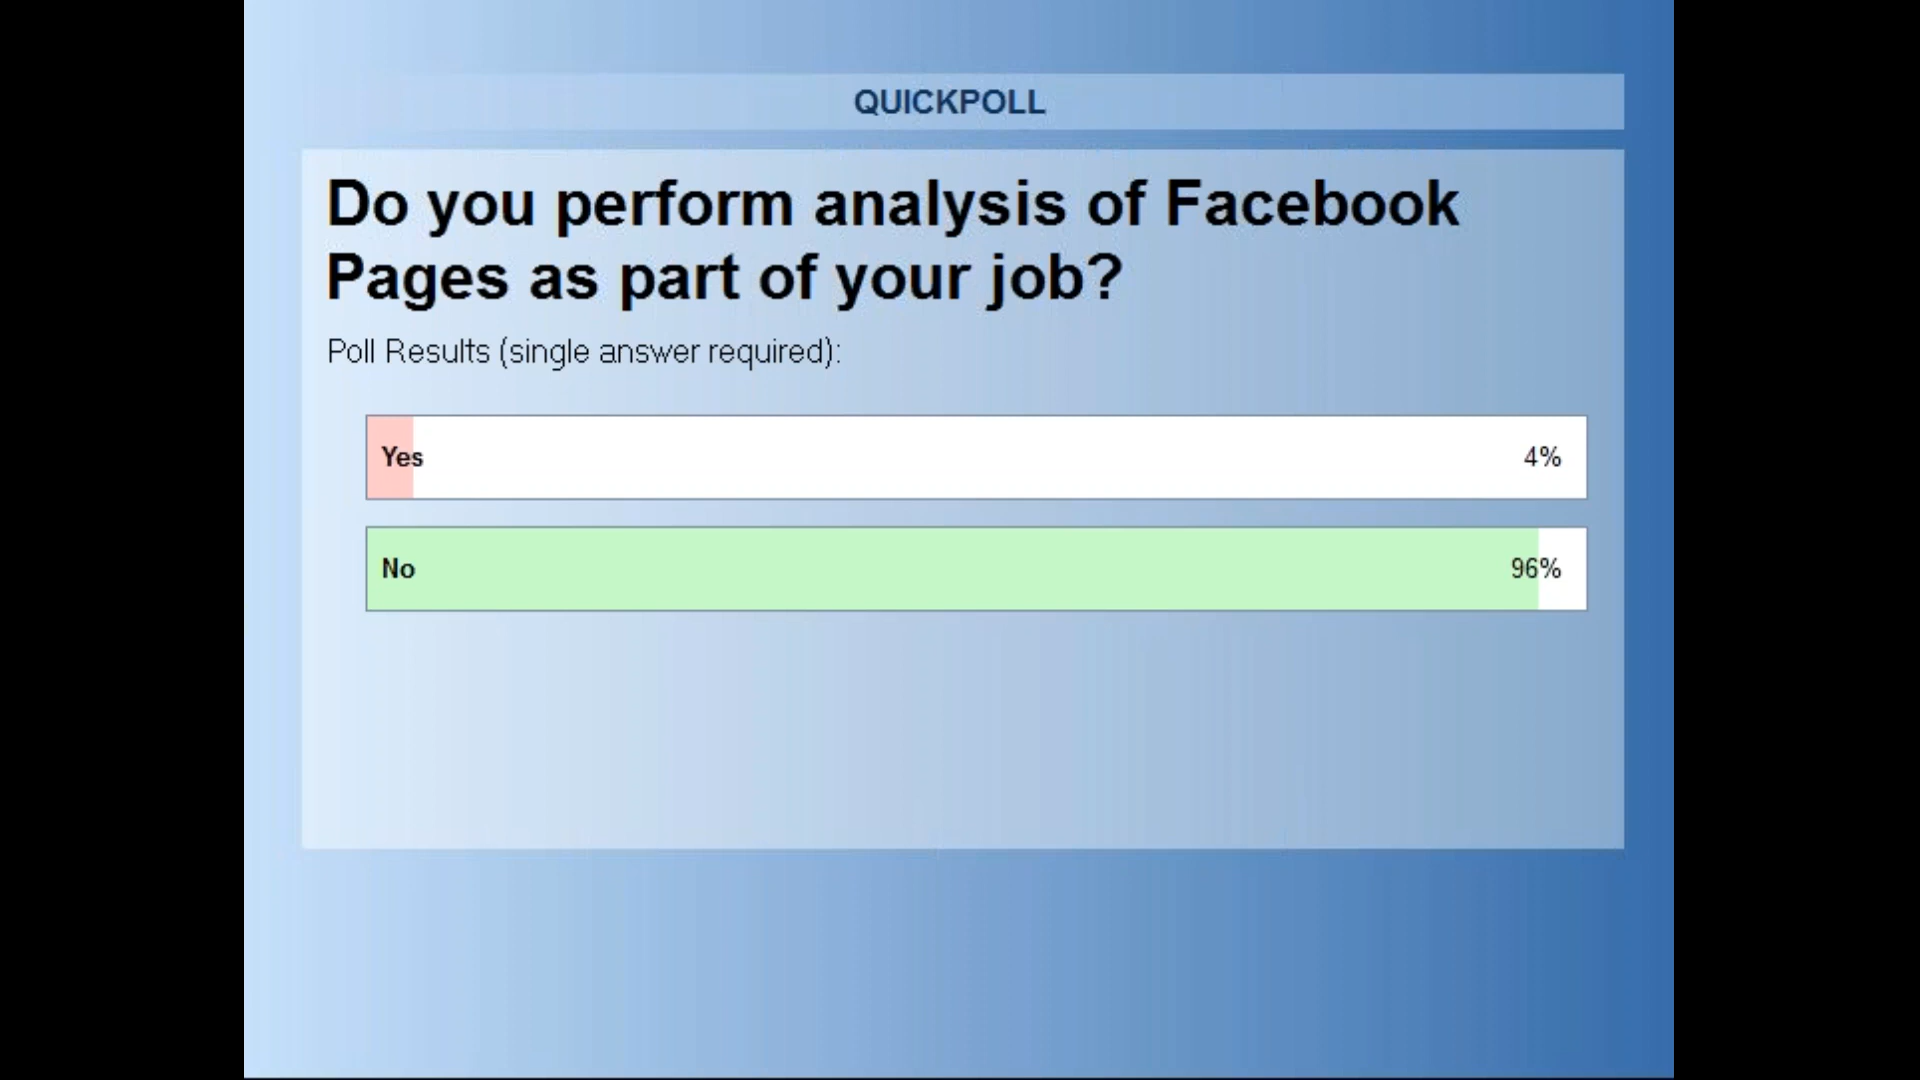 QUICKPOLL
Do you perform analysis of Facebook
Pages as part of your job?
Poll Results (single answer required):
Yes 4%
No 96%